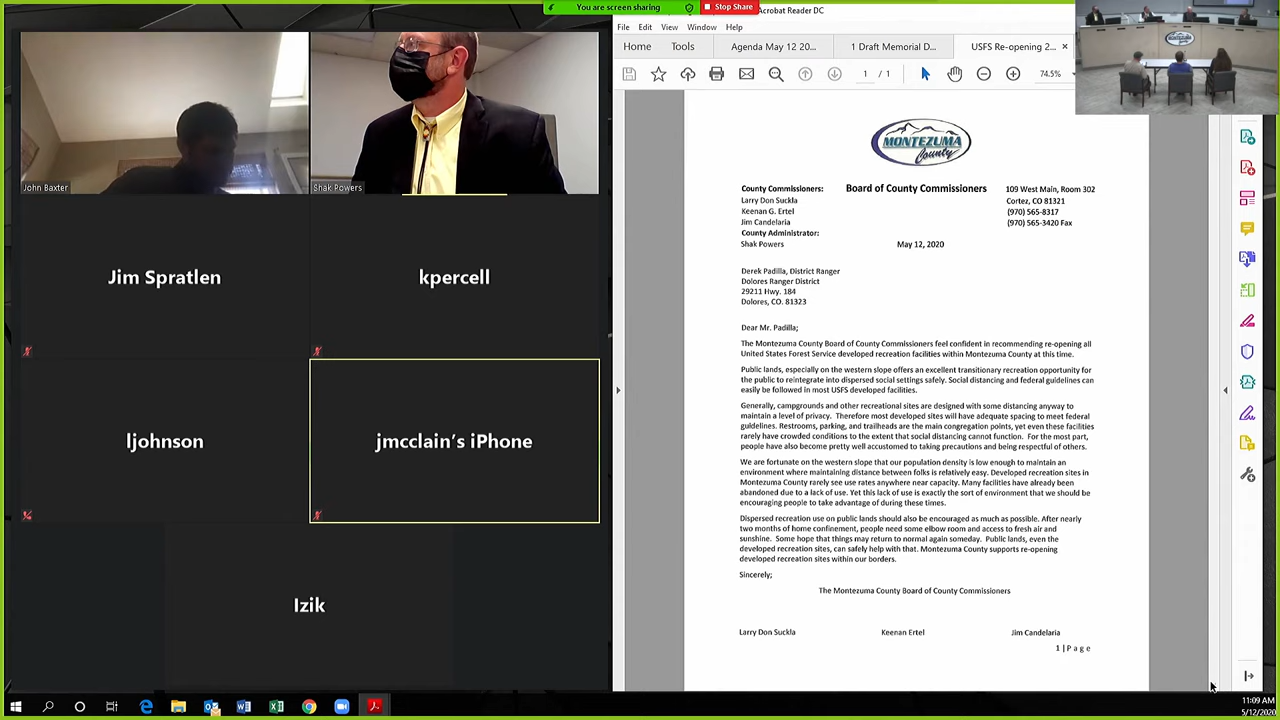 You are screen sharing
Stop Share
Acrobat Reader DC
File Edit View Window Help
Home Tools Agenda May 12 20... 1 Draft Memorial D... USFS Re-opening 2... ×
1 / 1 74.5%
John Baxter
Shak Powers
Jim Spratlen
kpercell
ljohnson
jmcclain's iPhone
Izik
MONTEZUMA
County
County Commissioners:
Larry Don Suckla
Keenan G. Ertel
Jim Candelaria
County Administrator:
Shak Powers
Board of County Commissioners
May 12, 2020
109 West Main, Room 302
Cortez, CO 81321
(970) 565-8317
(970) 565-3420 Fax
Derek Padilla, District Ranger
Dolores Ranger District
29211 Hwy. 184
Dolores, CO. 81323
Dear Mr. Padilla;
The Montezuma County Board of County Commissioners feel confident in recommending re-opening all
United States Forest Service developed recreation facilities within Montezuma County at this time.
Public lands, especially on the western slope offers an excellent transitionary recreation opportunity for
the public to reintegrate into dispersed social settings safely. Social distancing and federal guidelines can
easily be followed in most USFS developed facilities.
Generally, campgrounds and other recreational sites are designed with some distancing anyway to
maintain a level of privacy. Therefore most developed sites will have adequate spacing to meet federal
guidelines. Restrooms, parking, and trailheads are the main congregation points, yet even these facilities
rarely have crowded conditions to the extent that social distancing cannot function. For the most part,
people have also become pretty well accustomed to taking precautions and being respectful of others.
We are fortunate on the western slope that our population density is low enough to maintain an
environment where maintaining distance between folks is relatively easy. Developed recreation sites in
Montezuma County rarely see use rates anywhere near capacity. Many facilities have already been
abandoned due to a lack of use. Yet this lack of use is exactly the sort of environment that we should be
encouraging people to take advantage of during these times.
Dispersed recreation use on public lands should also be encouraged as much as possible. After nearly
two months of home confinement, people need some elbow room and access to fresh air and
sunshine. Some hope that things may return to normal again someday. Public lands, even the
developed recreation sites, can safely help with that. Montezuma County supports re-opening
developed recreation sites within our borders.
Sincerely;
The Montezuma County Board of County Commissioners
Larry Don Suckla Keenan Ertel Jim Candelaria
1 | P a g e
11:09 AM
5/12/2020